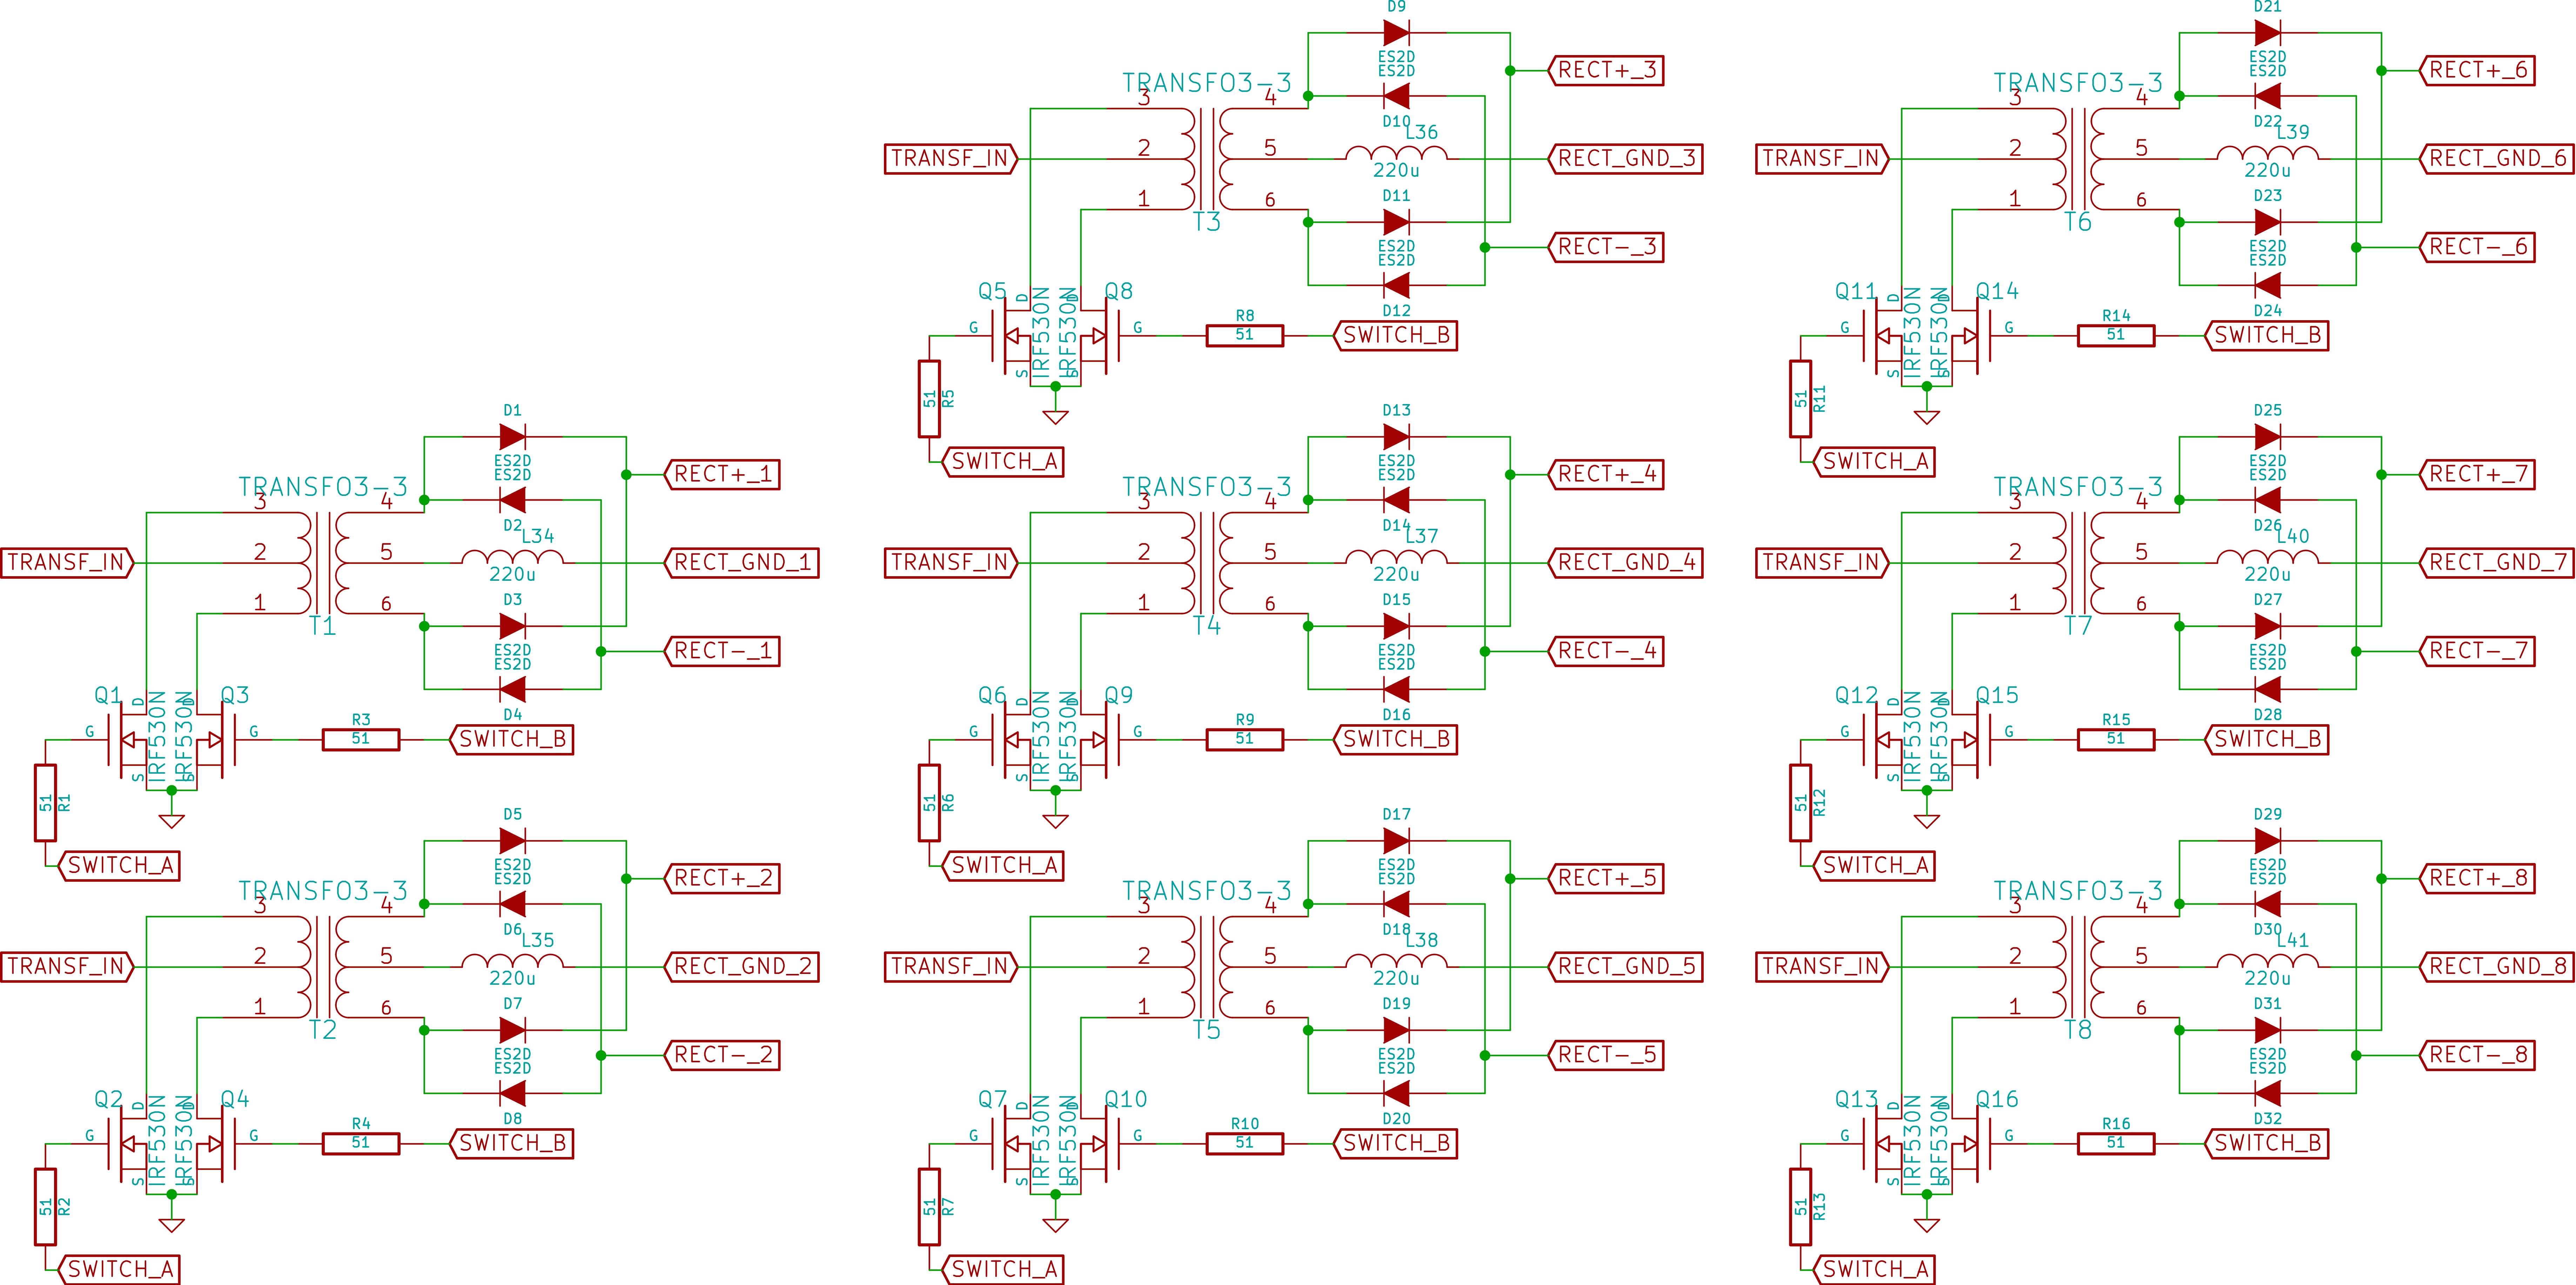 D1
ES2D
ES2D
RECT+_1
TRANSFO3-3
3
4
D2
L34
TRANSF_IN
2
5
220u
RECT_GND_1
D3
1
6
T1
ES2D
ES2D
RECT-_1
Q1
D
IRF530N
IRF530N
D
Q3
D4
R3
G
G
51
SWITCH_B
S
S
51
R1
SWITCH_A
D5
ES2D
ES2D
RECT+_2
TRANSFO3-3
3
4
D6
L35
TRANSF_IN
2
5
220u
RECT_GND_2
D7
1
6
T2
ES2D
ES2D
RECT-_2
Q2
D
IRF530N
IRF530N
D
Q4
D8
R4
G
G
51
SWITCH_B
S
S
51
R2
SWITCH_A
D9
ES2D
ES2D
RECT+_3
TRANSFO3-3
3
4
D10
L36
TRANSF_IN
2
5
220u
RECT_GND_3
D11
1
6
T3
ES2D
ES2D
RECT-_3
Q5
D
IRF530N
IRF530N
D
Q8
D12
R8
G
G
51
SWITCH_B
S
S
51
R5
SWITCH_A
D13
ES2D
ES2D
RECT+_4
TRANSFO3-3
3
4
D14
L37
TRANSF_IN
2
5
220u
RECT_GND_4
D15
1
6
T4
ES2D
ES2D
RECT-_4
Q6
D
IRF530N
IRF530N
D
Q9
D16
R9
G
G
51
SWITCH_B
S
S
51
R6
SWITCH_A
D17
ES2D
ES2D
RECT+_5
TRANSFO3-3
3
4
D18
L38
TRANSF_IN
2
5
220u
RECT_GND_5
D19
1
6
T5
ES2D
ES2D
RECT-_5
Q7
D
IRF530N
IRF530N
D
Q10
D20
R10
G
G
51
SWITCH_B
S
S
51
R7
SWITCH_A
D21
ES2D
ES2D
RECT+_6
TRANSFO3-3
3
4
D22
L39
TRANSF_IN
2
5
220u
RECT_GND_6
D23
1
6
T6
ES2D
ES2D
RECT-_6
Q11
D
IRF530N
IRF530N
D
Q14
D24
R14
G
G
51
SWITCH_B
S
S
51
R11
SWITCH_A
D25
ES2D
ES2D
RECT+_7
TRANSFO3-3
3
4
D26
L40
TRANSF_IN
2
5
220u
RECT_GND_7
D27
1
6
T7
ES2D
ES2D
RECT-_7
Q12
D
IRF530N
IRF530N
D
Q15
D28
R15
G
G
51
SWITCH_B
S
S
51
R12
SWITCH_A
D29
ES2D
ES2D
RECT+_8
TRANSFO3-3
3
4
D30
L41
TRANSF_IN
2
5
220u
RECT_GND_8
D31
1
6
T8
ES2D
ES2D
RECT-_8
Q13
D
IRF530N
IRF530N
D
Q16
D32
R16
G
G
51
SWITCH_B
S
S
51
R13
SWITCH_A